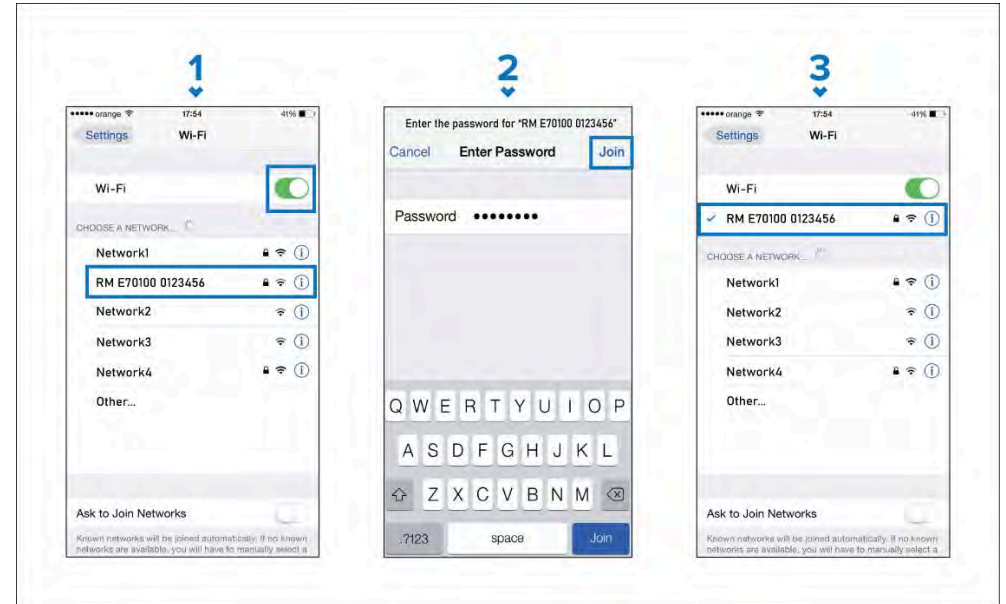 1
orange 17:54 41%
Settings Wi-Fi
Wi-Fi
CHOOSE A NETWORK...
Network1
RM E70100 0123456
Network2
Network3
Network4
Other...
Ask to Join Networks
Known networks will be joined automatically. If no known
networks are available, you will have to manually select a
2
Enter the password for "RM E70100 0123456"
Cancel Enter Password Join
Password ••••••••
Q W E R T Y U I O P
A S D F G H J K L
Z X C V B N M
.?123 space Join
3
orange 17:54 41%
Settings Wi-Fi
Wi-Fi
RM E70100 0123456
CHOOSE A NETWORK...
Network1
Network2
Network3
Network4
Other...
Ask to Join Networks
Known networks will be joined automatically. If no known
networks are available, you will have to manually select a